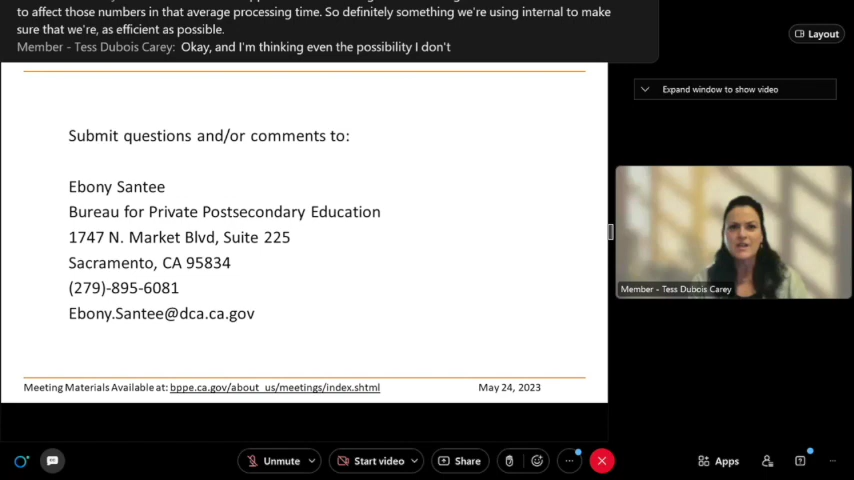 to affect those numbers in that average processing time. So definitely something we're using internal to make
sure that we're, as efficient as possible.
Member - Tess Dubois Carey: Okay, and I'm thinking even the possibility I don't
Layout
Expand window to show video
Submit questions and/or comments to:
Ebony Santee
Bureau for Private Postsecondary Education
1747 N. Market Blvd, Suite 225
Sacramento, CA 95834
(279)-895-6081
Ebony.Santee@dca.ca.gov
Member - Tess Dubois Carey
Meeting Materials Available at: bppe.ca.gov/about_us/meetings/index.shtml
May 24, 2023
Unmute
Start video
Share
Apps